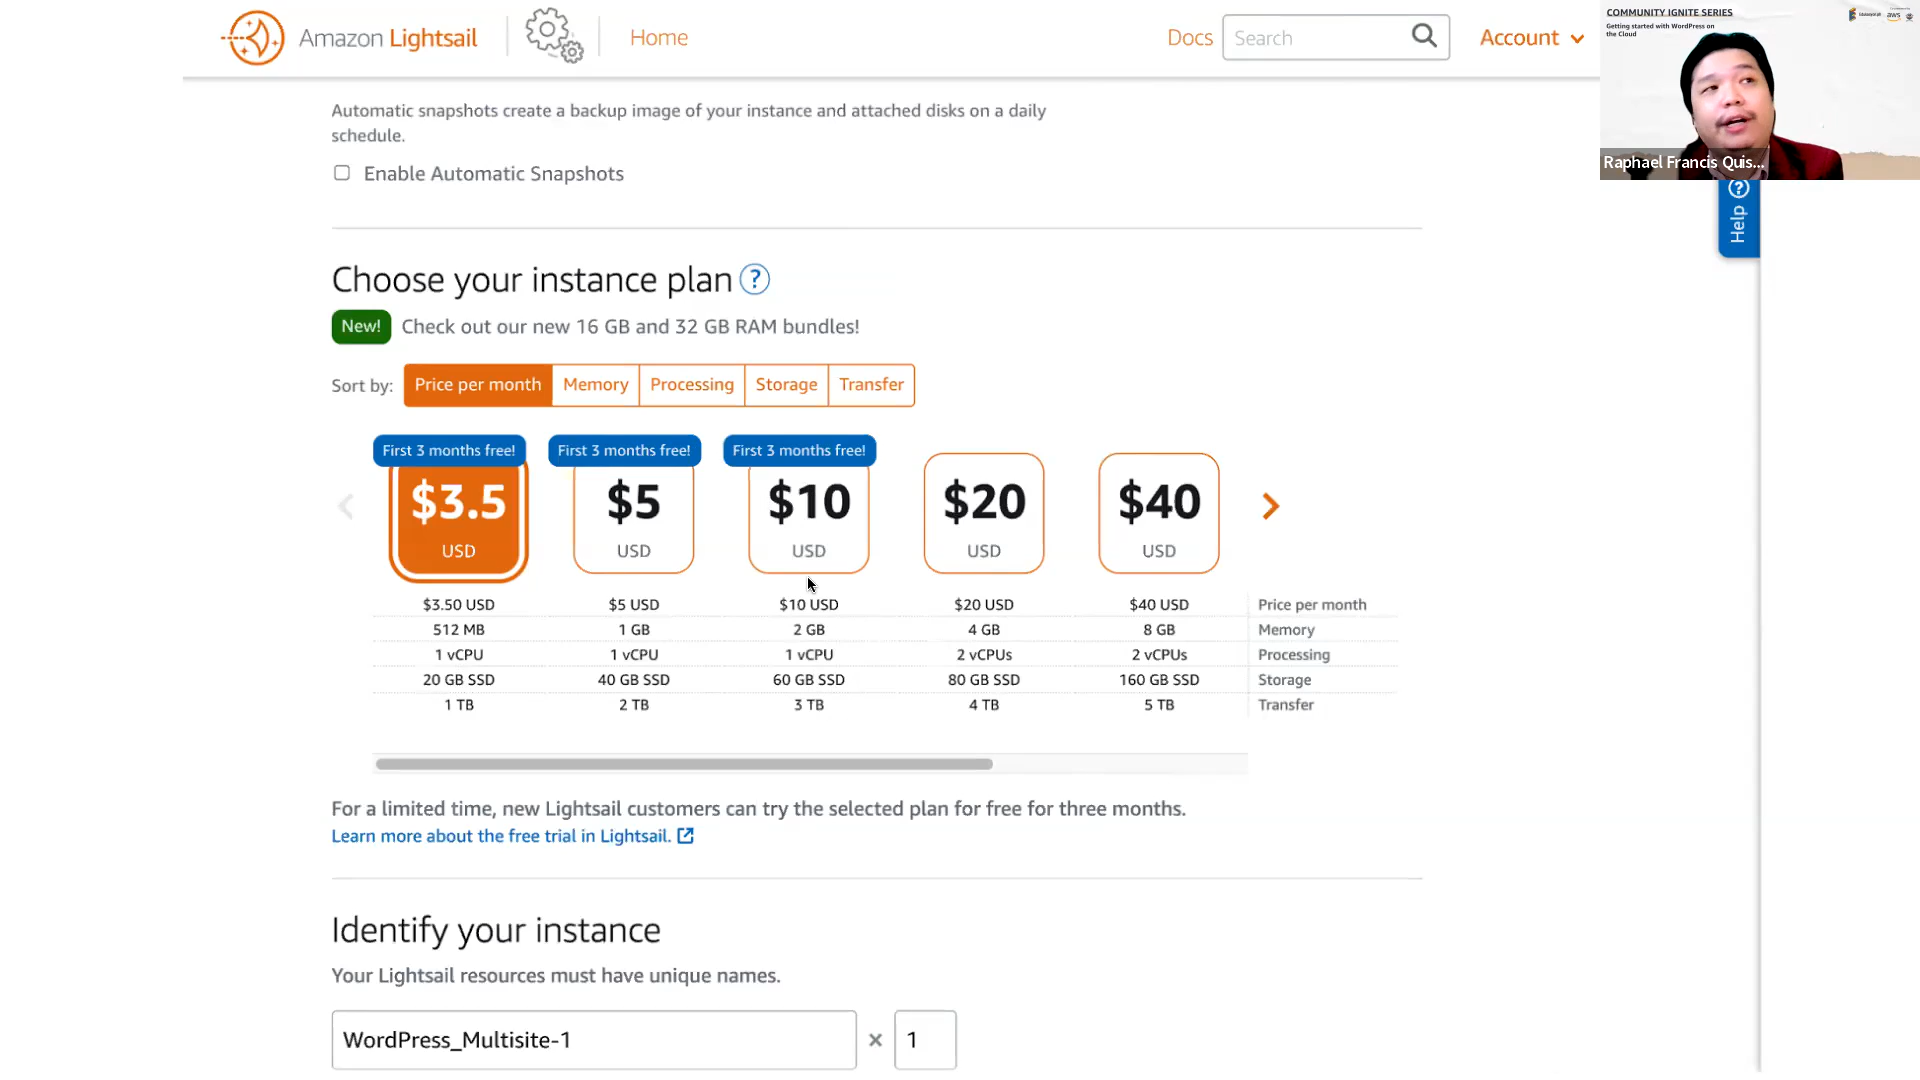 Amazon Lightsail
Home
Docs
Search
Account
COMMUNITY IGNITE SERIES
Getting started with WordPress on
the Cloud
aws
Raphael Francis Quis...
Help
Automatic snapshots create a backup image of your instance and attached disks on a daily
schedule.
Enable Automatic Snapshots
Choose your instance plan ?
New! Check out our new 16 GB and 32 GB RAM bundles!
Sort by: Price per month Memory Processing Storage Transfer
First 3 months free! First 3 months free! First 3 months free!
$3.5 $5 $10 $20 $40
USD USD USD USD USD
$3.50 USD $5 USD $10 USD $20 USD $40 USD Price per month
512 MB 1 GB 2 GB 4 GB 8 GB Memory
1 vCPU 1 vCPU 1 vCPU 2 vCPUs 2 vCPUs Processing
20 GB SSD 40 GB SSD 60 GB SSD 80 GB SSD 160 GB SSD Storage
1 TB 2 TB 3 TB 4 TB 5 TB Transfer
For a limited time, new Lightsail customers can try the selected plan for free for three months.
Learn more about the free trial in Lightsail.
Identify your instance
Your Lightsail resources must have unique names.
WordPress_Multisite-1 × 1